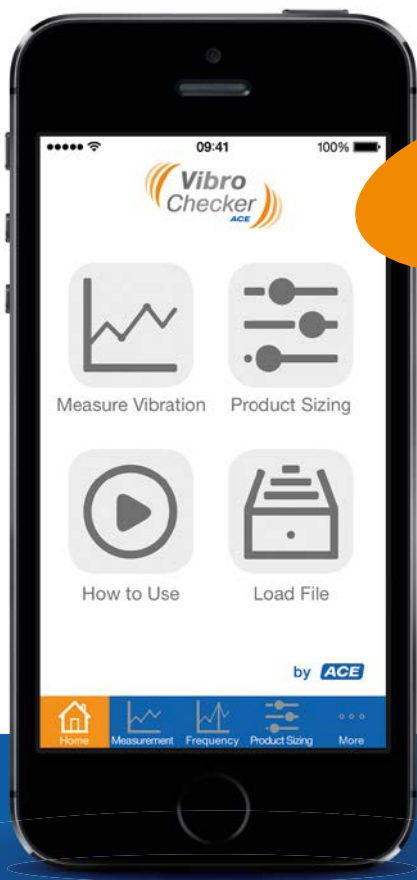 09:41 100%
Vibro
Checker
ACE
Measure Vibration Product Sizing
How to Use Load File
by ACE
Home Measurement Frequency Product Sizing More